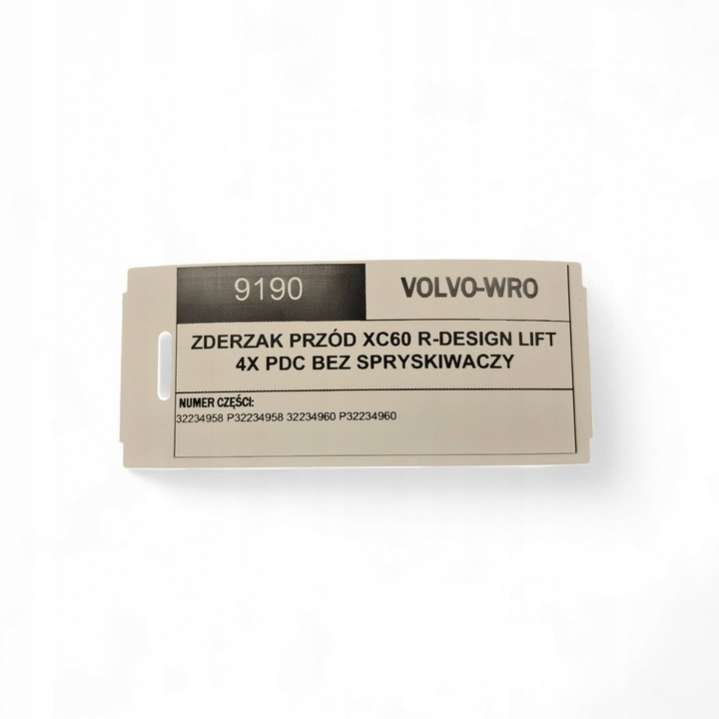 9190 VOLVO-WRO
ZDERZAK PRZÓD XC60 R-DESIGN LIFT
4X PDC BEZ SPRYSKIWACZY
NUMER CZĘŚCI:
32234958 P32234958 32234960 P32234960